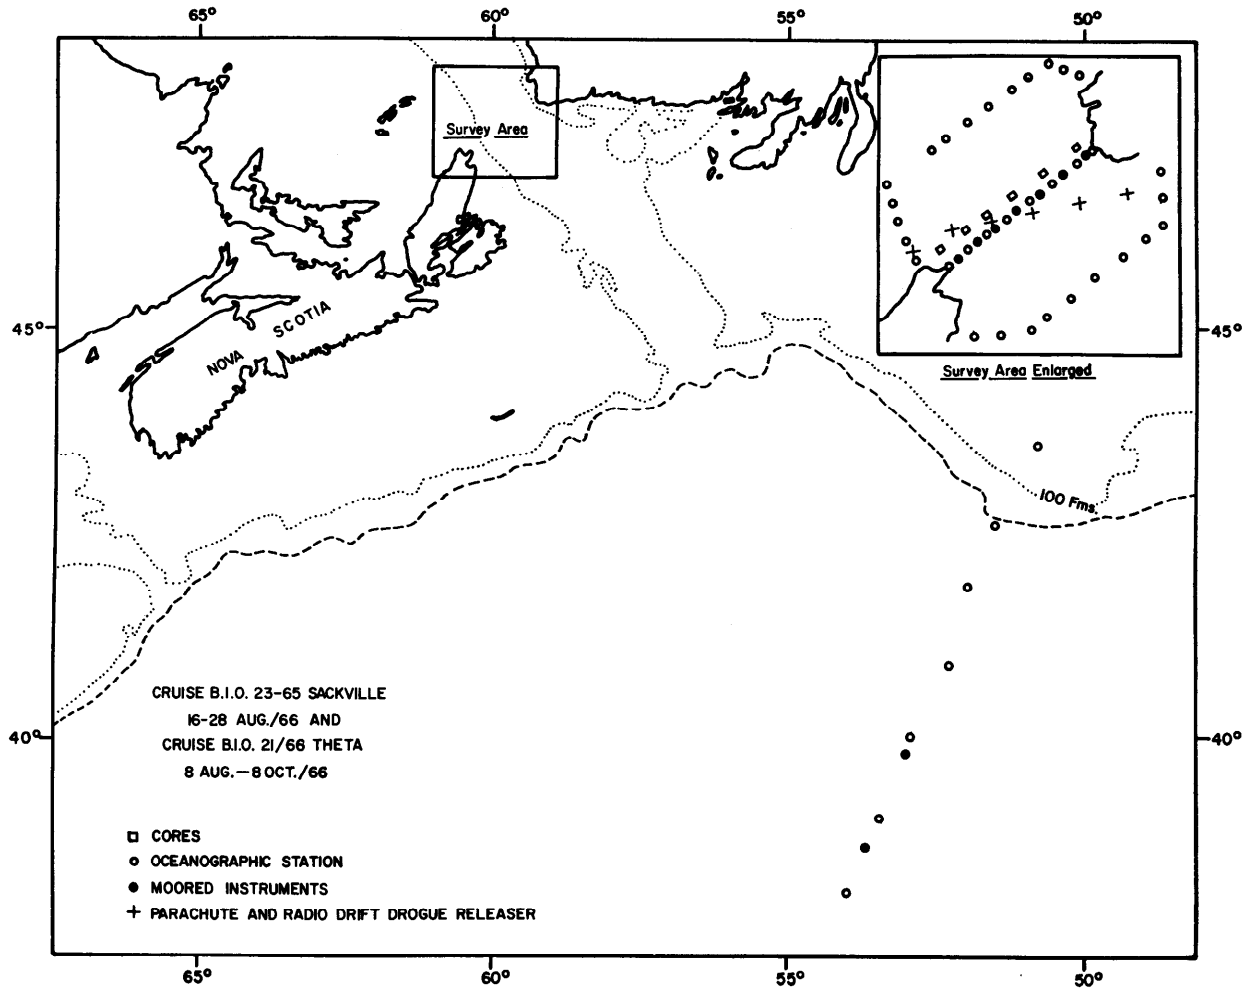 65° 60° 55° 50°
Survey Area
45° 45°
Survey Area Enlarged
NOVA SCOTIA
100 Fms.
CRUISE B.I.O. 23-65 SACKVILLE
16-28 AUG./66 AND
CRUISE B.I.O. 21/66 THETA
8 AUG.-8 OCT./66
40° 40°
CORES
OCEANOGRAPHIC STATION
MOORED INSTRUMENTS
PARACHUTE AND RADIO DRIFT DROGUE RELEASER
65° 60° 55° 50°